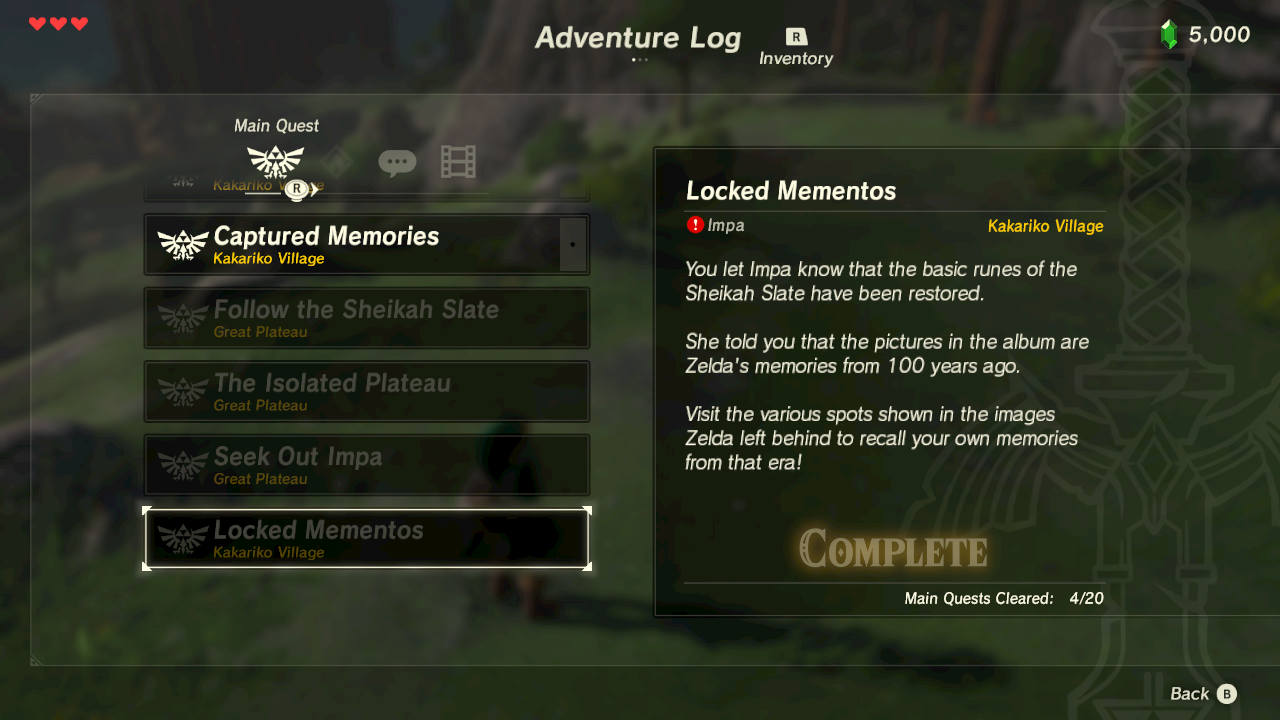 Adventure Log
R
Inventory
5,000
Main Quest
R
Kakariko Village
Captured Memories
Kakariko Village
Follow the Sheikah Slate
Great Plateau
The Isolated Plateau
Great Plateau
Seek Out Impa
Great Plateau
Locked Mementos
Kakariko Village
Locked Mementos
! Impa
Kakariko Village
You let Impa know that the basic runes of the
Sheikah Slate have been restored.
She told you that the pictures in the album are
Zelda's memories from 100 years ago.
Visit the various spots shown in the images
Zelda left behind to recall your own memories
from that era!
COMPLETE
Main Quests Cleared: 4/20
Back B